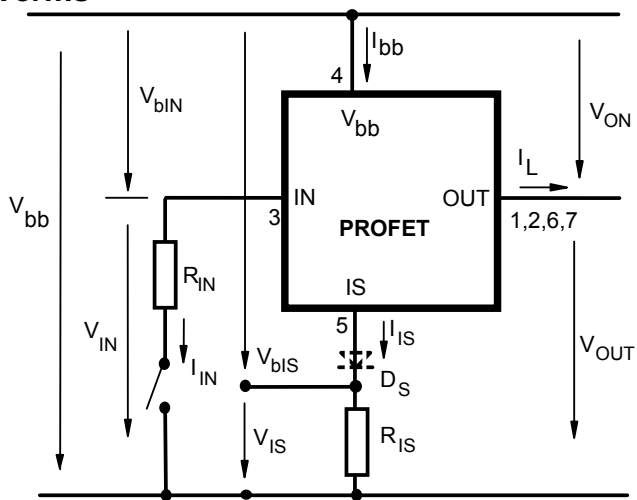 I bb
4
V bIN
V bb
V ON
I L
IN
OUT
3
PROFET
1,2,6,7
V bb
R IN
IS
5
I IS
V IN
I IN
V bIS
D S
V OUT
V IS
R IS